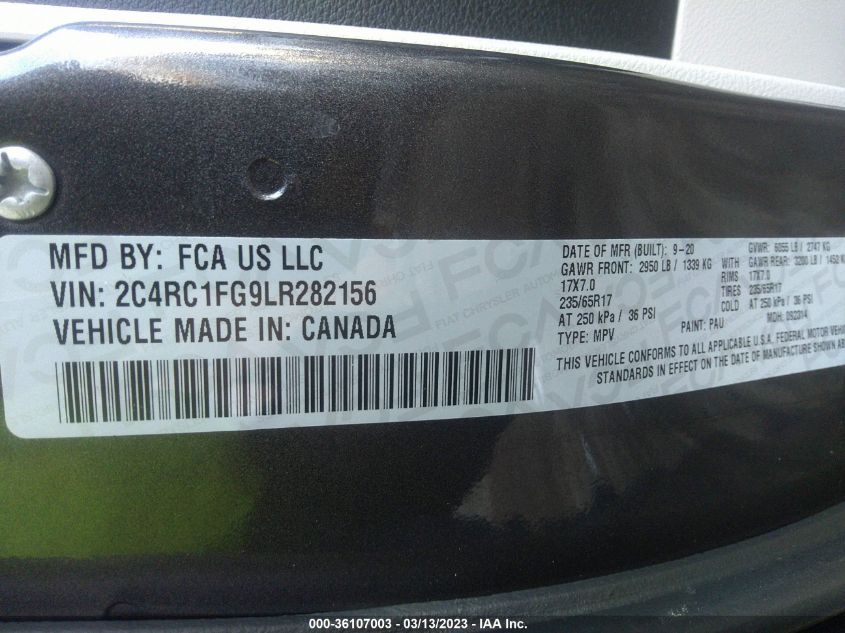 MFD BY: FCA US LLC
VIN: 2C4RC1FG9LR282156
VEHICLE MADE IN: CANADA
DATE OF MFR (BUILT): 9-20 GVWR: 6055 LB / 2747 KG
GAWR FRONT: 2950 LB / 1339 KG WITH GAWR REAR: 3200 LB / 1452 KG
17X7.0 RIMS 17X7.0
235/65R17 TIRES 235/65R17
AT 250 kPa / 36 PSI COLD AT 250 kPa / 36 PSI
TYPE: MPV PAINT: PAU MDH: 092314
THIS VEHICLE CONFORMS TO ALL APPLICABLE U.S.A. FEDERAL MOTOR VEHICLE
STANDARDS IN EFFECT ON THE DATE OF MANUFACTURE SHOWN
000-36107003 - 03/13/2023 - IAA Inc.